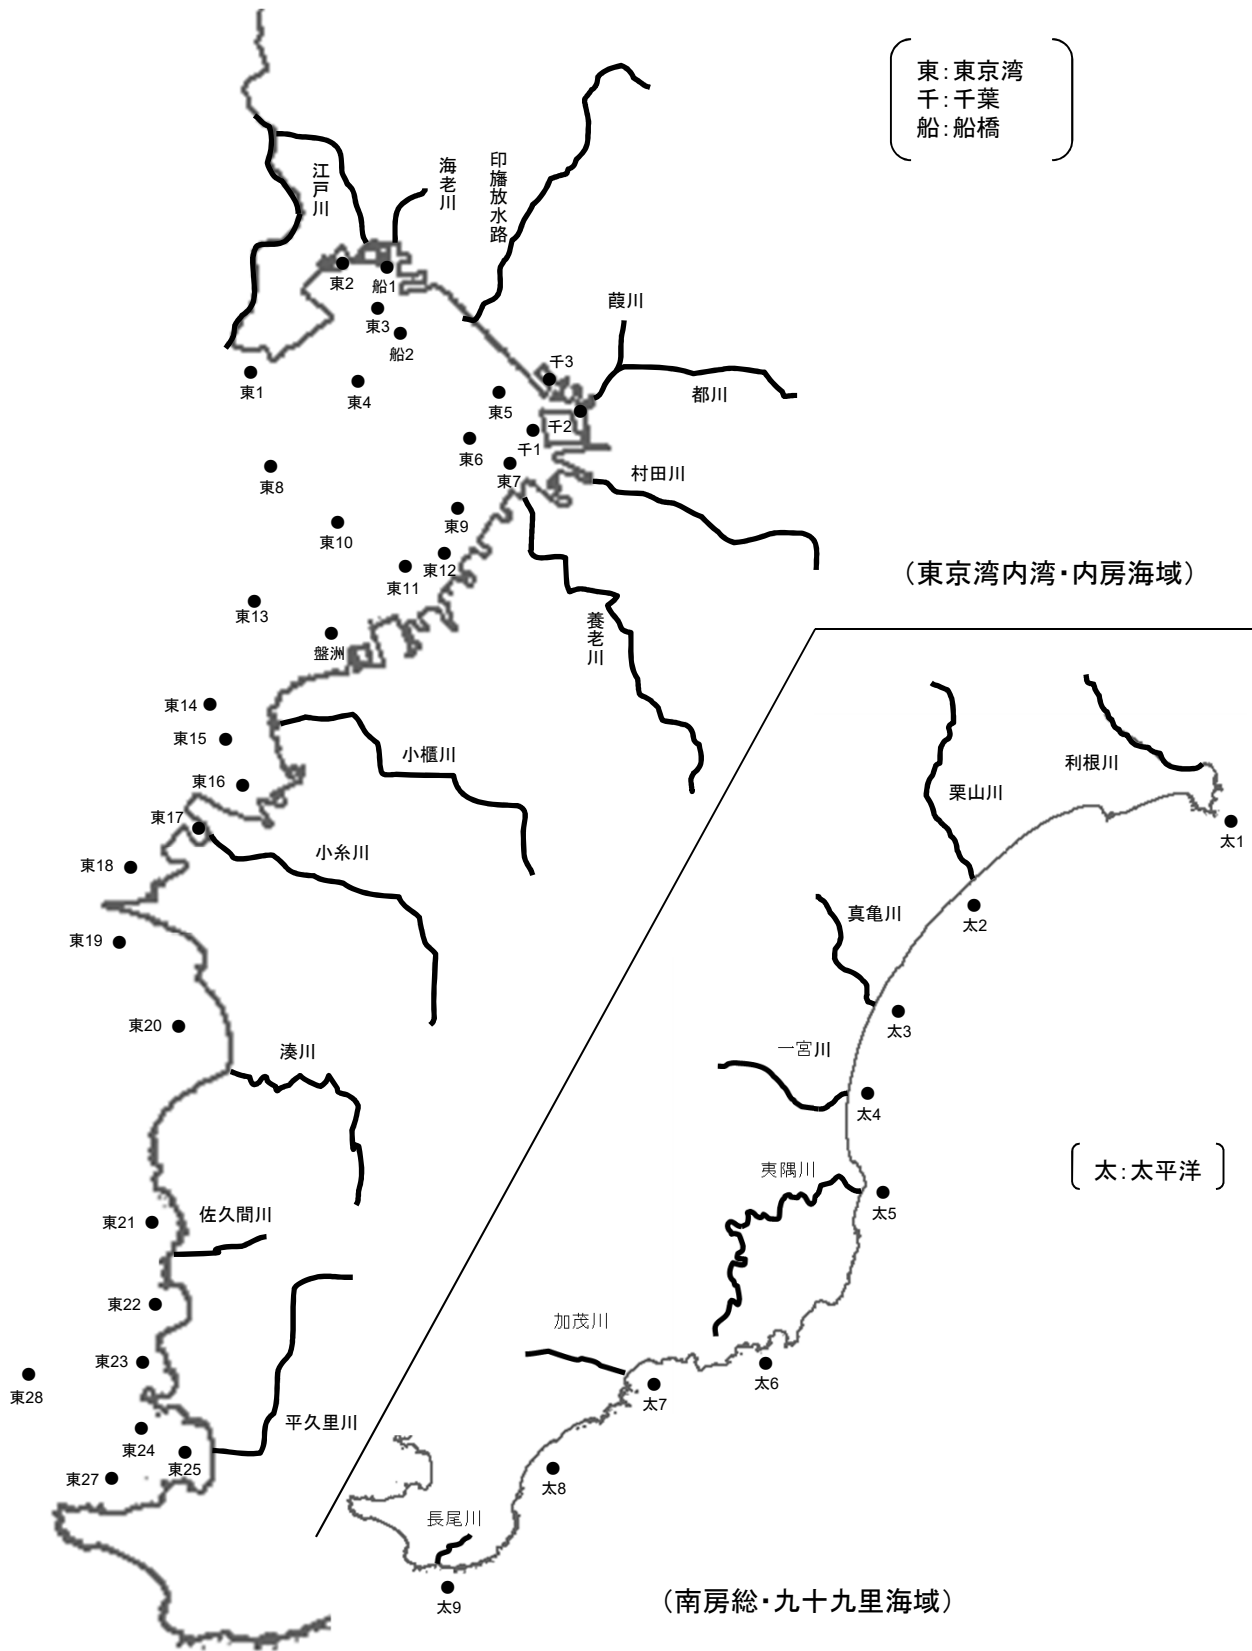 東:東京湾
千:千葉
船:船橋
江戸川
海老川
印旛放水路
東2
船1
東3
船2
東1
東4
葭川
千3
都川
東5
千2
千1
東6
東7
村田川
東8
東9
東10
東12
東11
(東京湾内湾・内房海域)
東13
養老川
盤洲
東14
東15
小櫃川
東16
東17
小糸川
東18
東19
東20
湊川
東21
佐久間川
東22
東23
東28
平久里川
東24
東25
東27
利根川
栗山川
太1
真亀川
太2
太3
一宮川
太4
太:太平洋
夷隅川
太5
加茂川
太6
太7
太8
長尾川
太9
(南房総・九十九里海域)